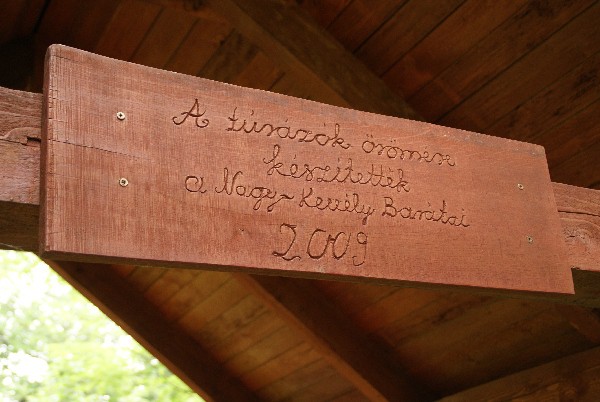 A túrázók örömére
készítették
a Nagy-Kevély Barátai
2009